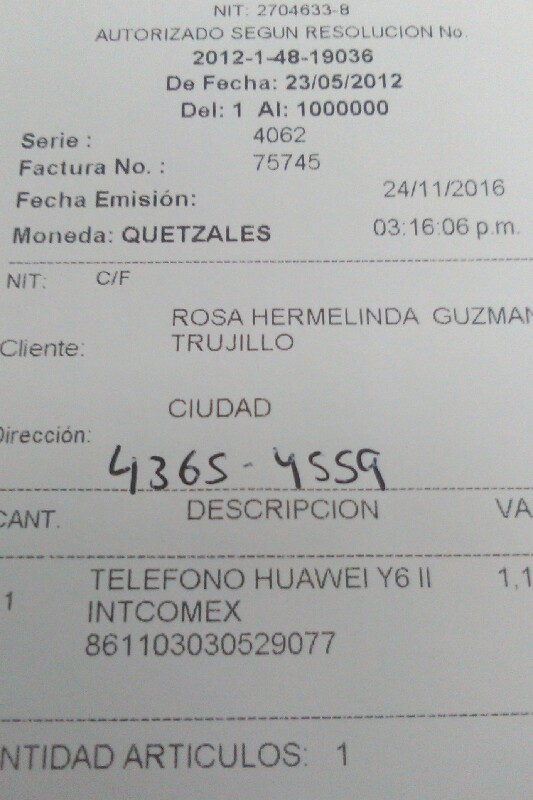 NIT: 2704633-8
AUTORIZADO SEGUN RESOLUCION No.
2012-1-48-19036
De Fecha: 23/05/2012
Del: 1 Al: 1000000
Serie : 4062
Factura No. : 75745
Fecha Emisión: 24/11/2016
Moneda: QUETZALES 03:16:06 p.m.
NIT: C/F
ROSA HERMELINDA GUZMAN
Cliente: TRUJILLO
CIUDAD
Dirección:
4365-4559
CANT. DESCRIPCION VA
1 TELEFONO HUAWEI Y6 II 1,1
INTCOMEX
861103030529077
NTIDAD ARTICULOS: 1